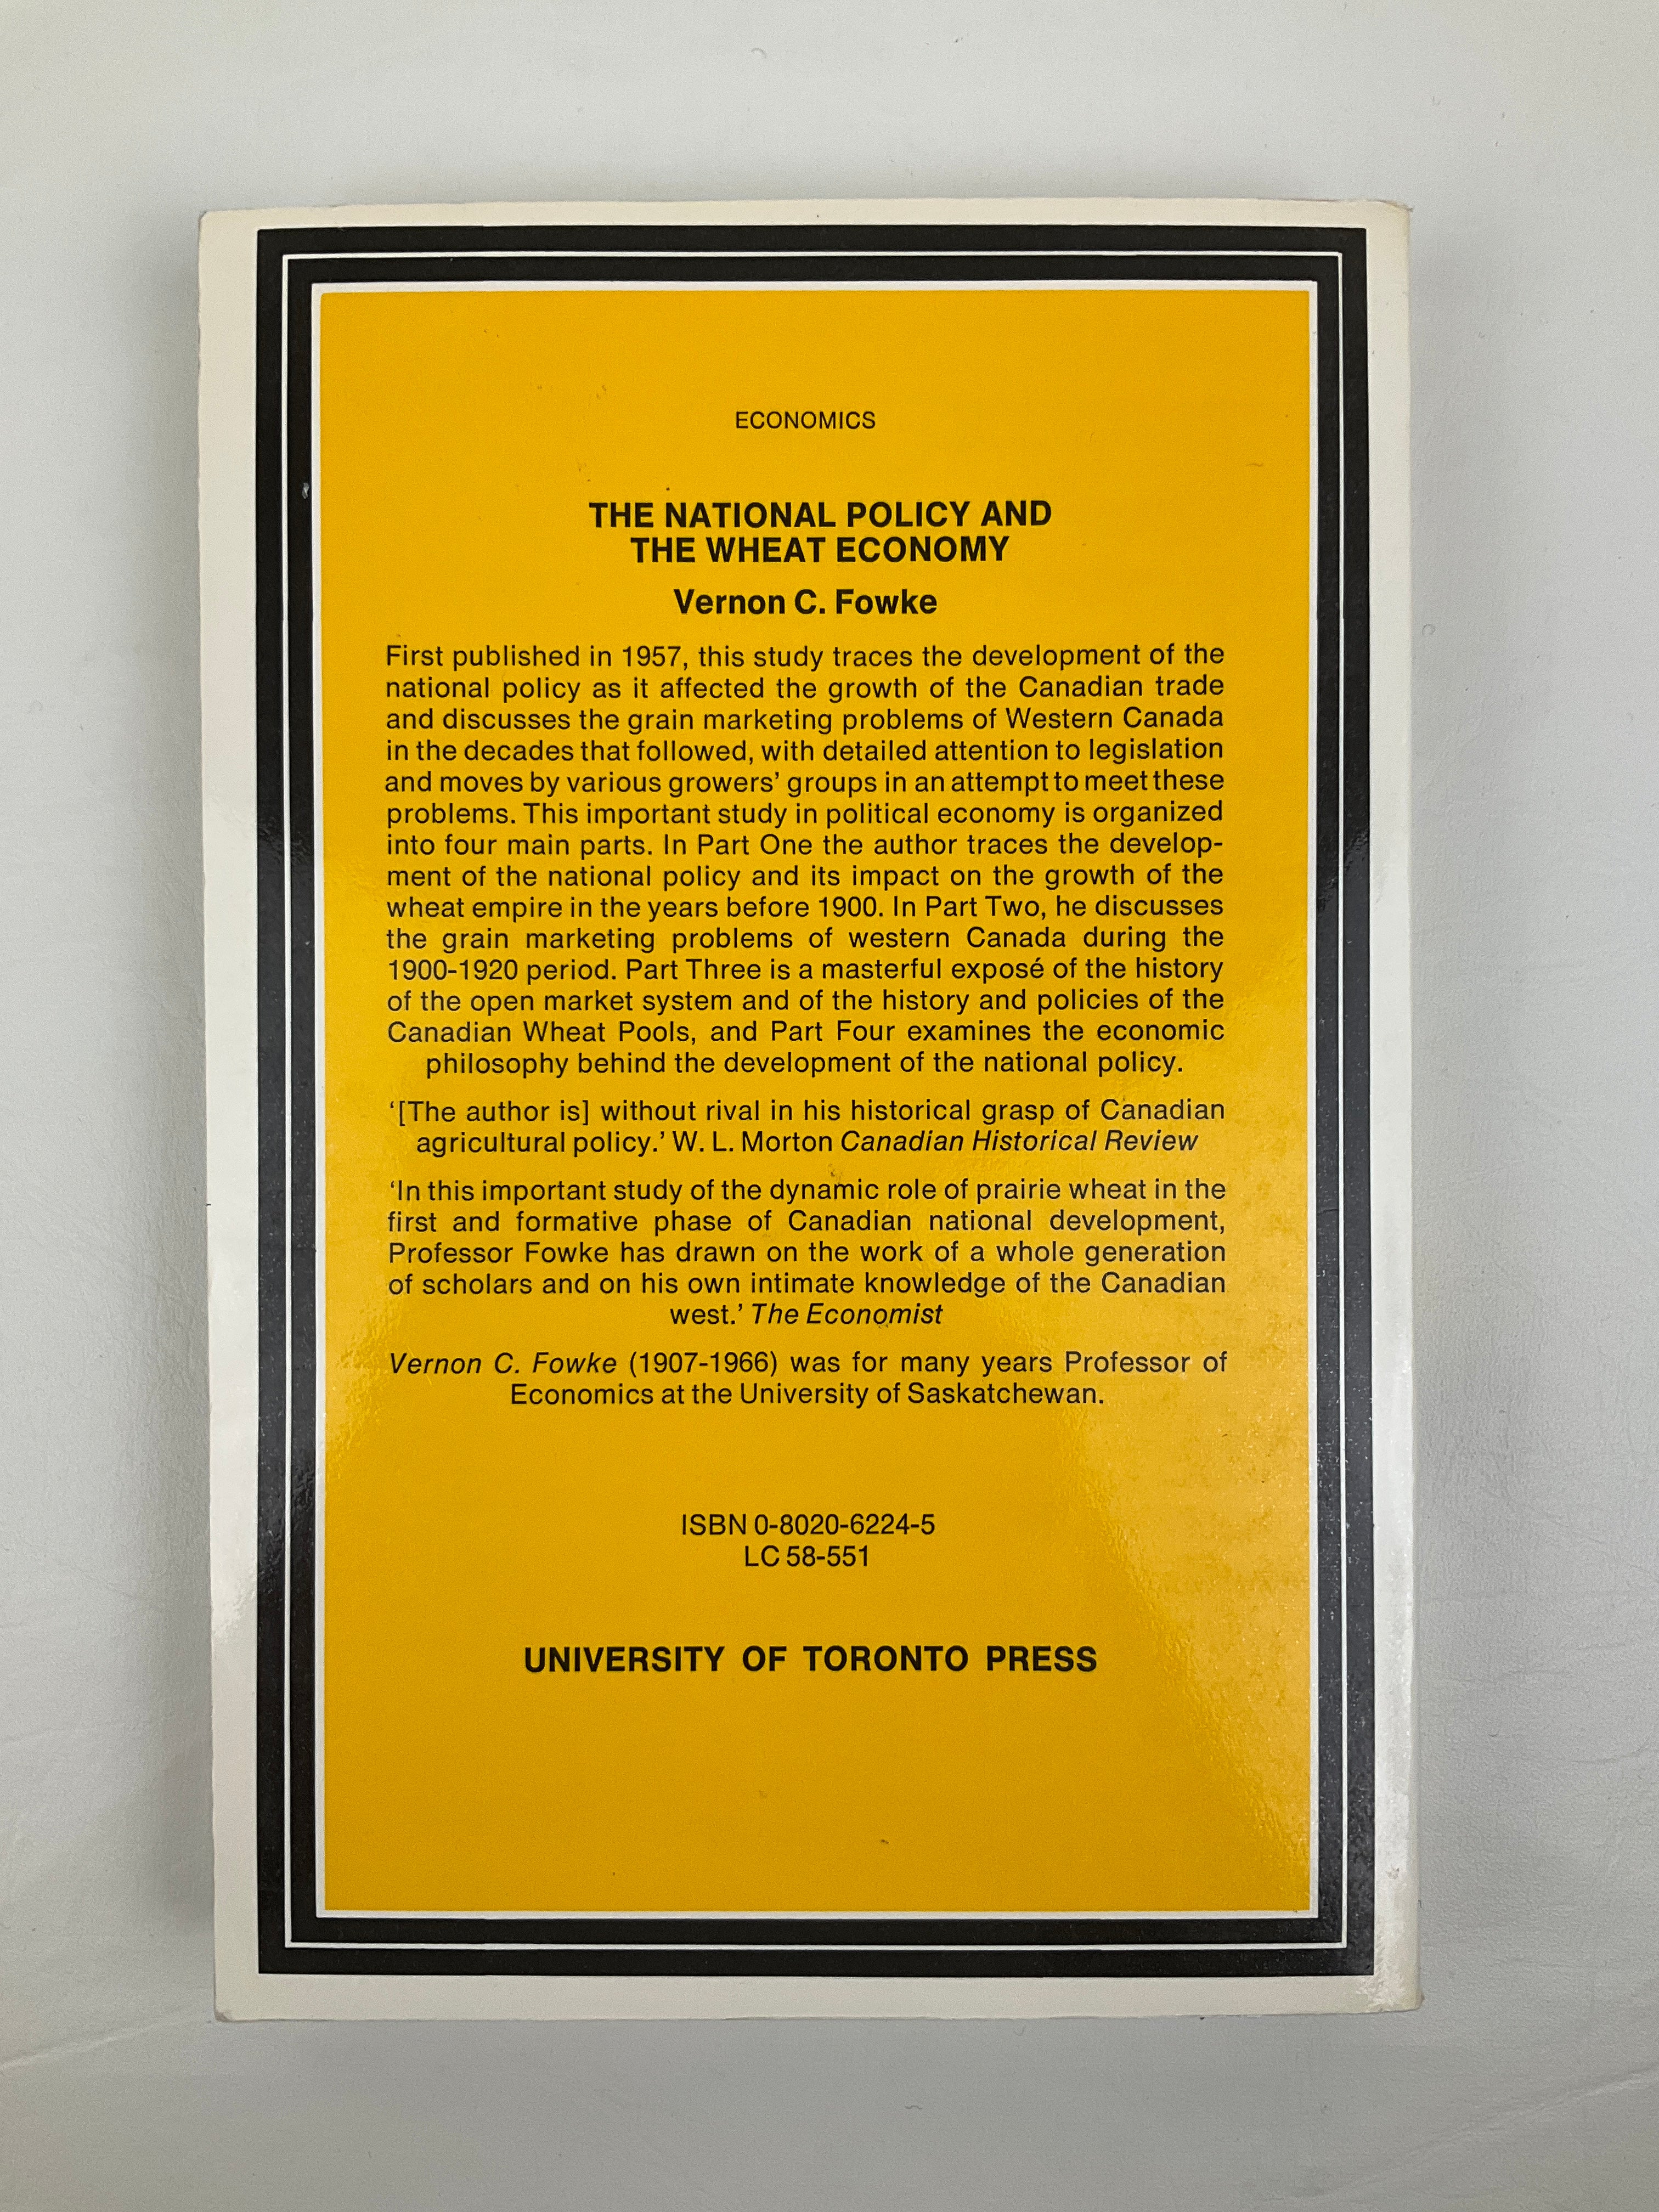 ECONOMICS
THE NATIONAL POLICY AND
THE WHEAT ECONOMY
Vernon C. Fowke
First published in 1957, this study traces the development of the
national policy as it affected the growth of the Canadian trade
and discusses the grain marketing problems of Western Canada
in the decades that followed, with detailed attention to legislation
and moves by various growers’ groups in an attempt to meet these
problems. This important study in political economy is organized
into four main parts. In Part One the author traces the develop-
ment of the national policy and its impact on the growth of the
wheat empire in the years before 1900. In Part Two, he discusses
the grain marketing problems of western Canada during the
1900-1920 period. Part Three is a masterful exposé of the history
of the open market system and of the history and policies of the
Canadian Wheat Pools, and Part Four examines the economic
philosophy behind the development of the national policy.
‘[The author is] without rival in his historical grasp of Canadian
agricultural policy.’ W. L. Morton Canadian Historical Review
‘In this important study of the dynamic role of prairie wheat in the
first and formative phase of Canadian national development,
Professor Fowke has drawn on the work of a whole generation
of scholars and on his own intimate knowledge of the Canadian
west.’ The Economist
Vernon C. Fowke (1907-1966) was for many years Professor of
Economics at the University of Saskatchewan.
ISBN 0-8020-6224-5
LC 58-551
UNIVERSITY OF TORONTO PRESS